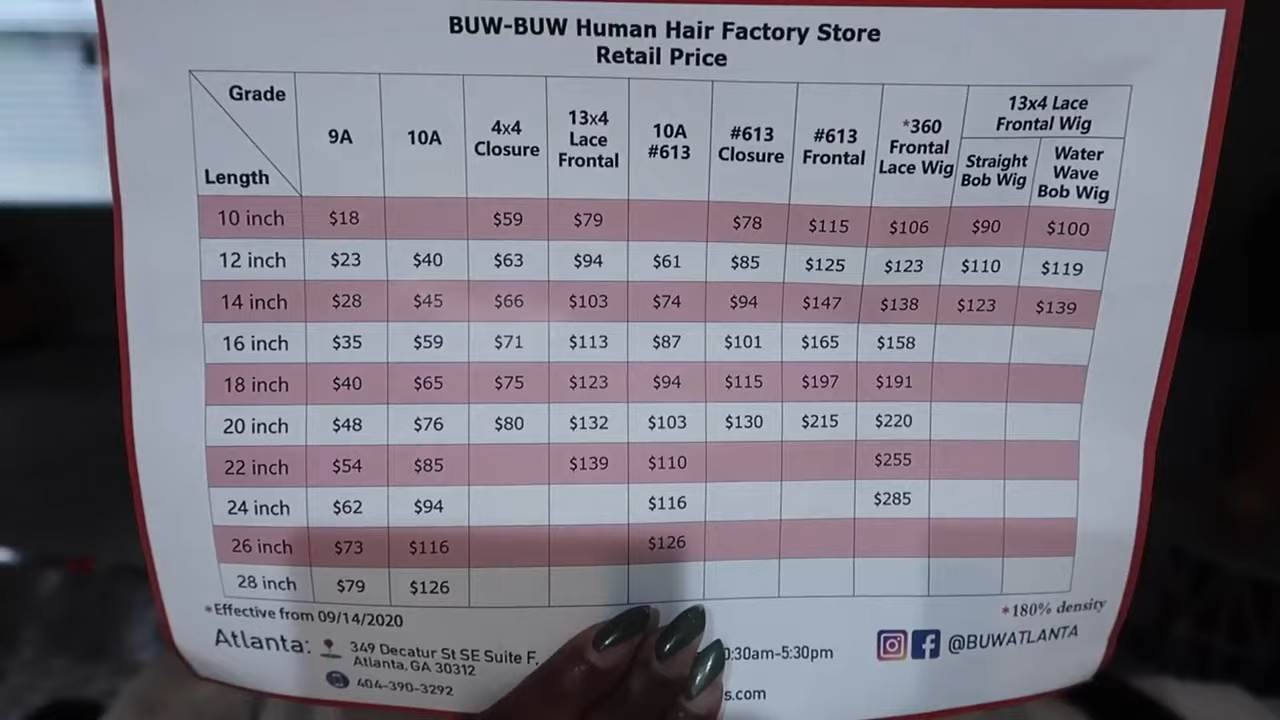 BUW-BUW Human Hair Factory Store
Retail Price
Grade
Length
9A
10A
4x4
Closure
13x4
Lace
Frontal
10A
#613
#613
Closure
#613
Frontal
*360
Frontal
Lace Wig
13x4 Lace
Frontal Wig
Straight
Bob Wig
Water
Wave
Bob Wig
10 inch $18 $59 $79 $78 $115 $106 $90 $100
12 inch $23 $40 $63 $94 $61 $85 $125 $123 $110 $119
14 inch $28 $45 $66 $103 $74 $94 $147 $138 $123 $139
16 inch $35 $59 $71 $113 $87 $101 $165 $158
18 inch $40 $65 $75 $123 $94 $115 $197 $191
20 inch $48 $76 $80 $132 $103 $130 $215 $220
22 inch $54 $85 $139 $110 $255
24 inch $62 $94 $116 $285
26 inch $73 $116 $126
28 inch $79 $126
*Effective from 09/14/2020
*180% density
Atlanta:
349 Decatur St SE Suite F,
Atlanta, GA 30312
404-390-3292
0:30am-5:30pm
s.com
@BUWATLANTA